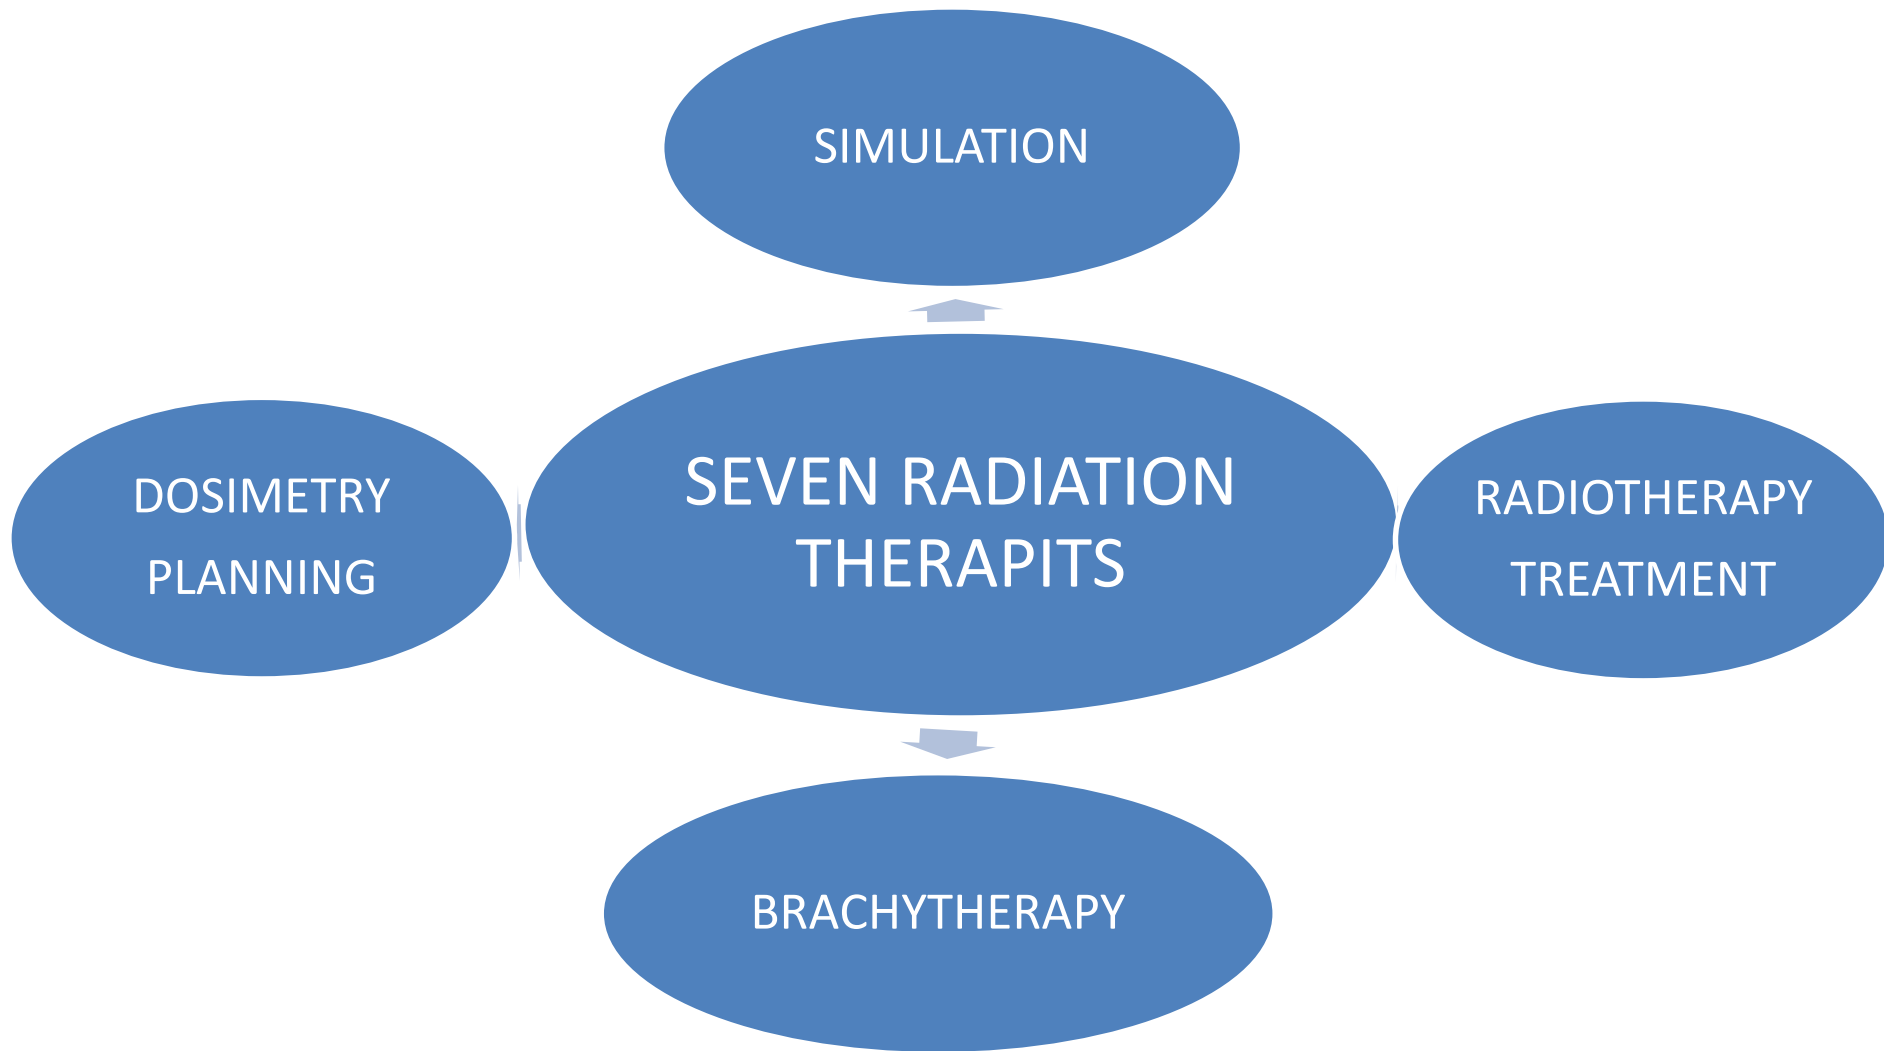 SIMULATION
DOSIMETRY
PLANNING
SEVEN RADIATION
THERAPITS
RADIOTHERAPY
TREATMENT
BRACHYTHERAPY